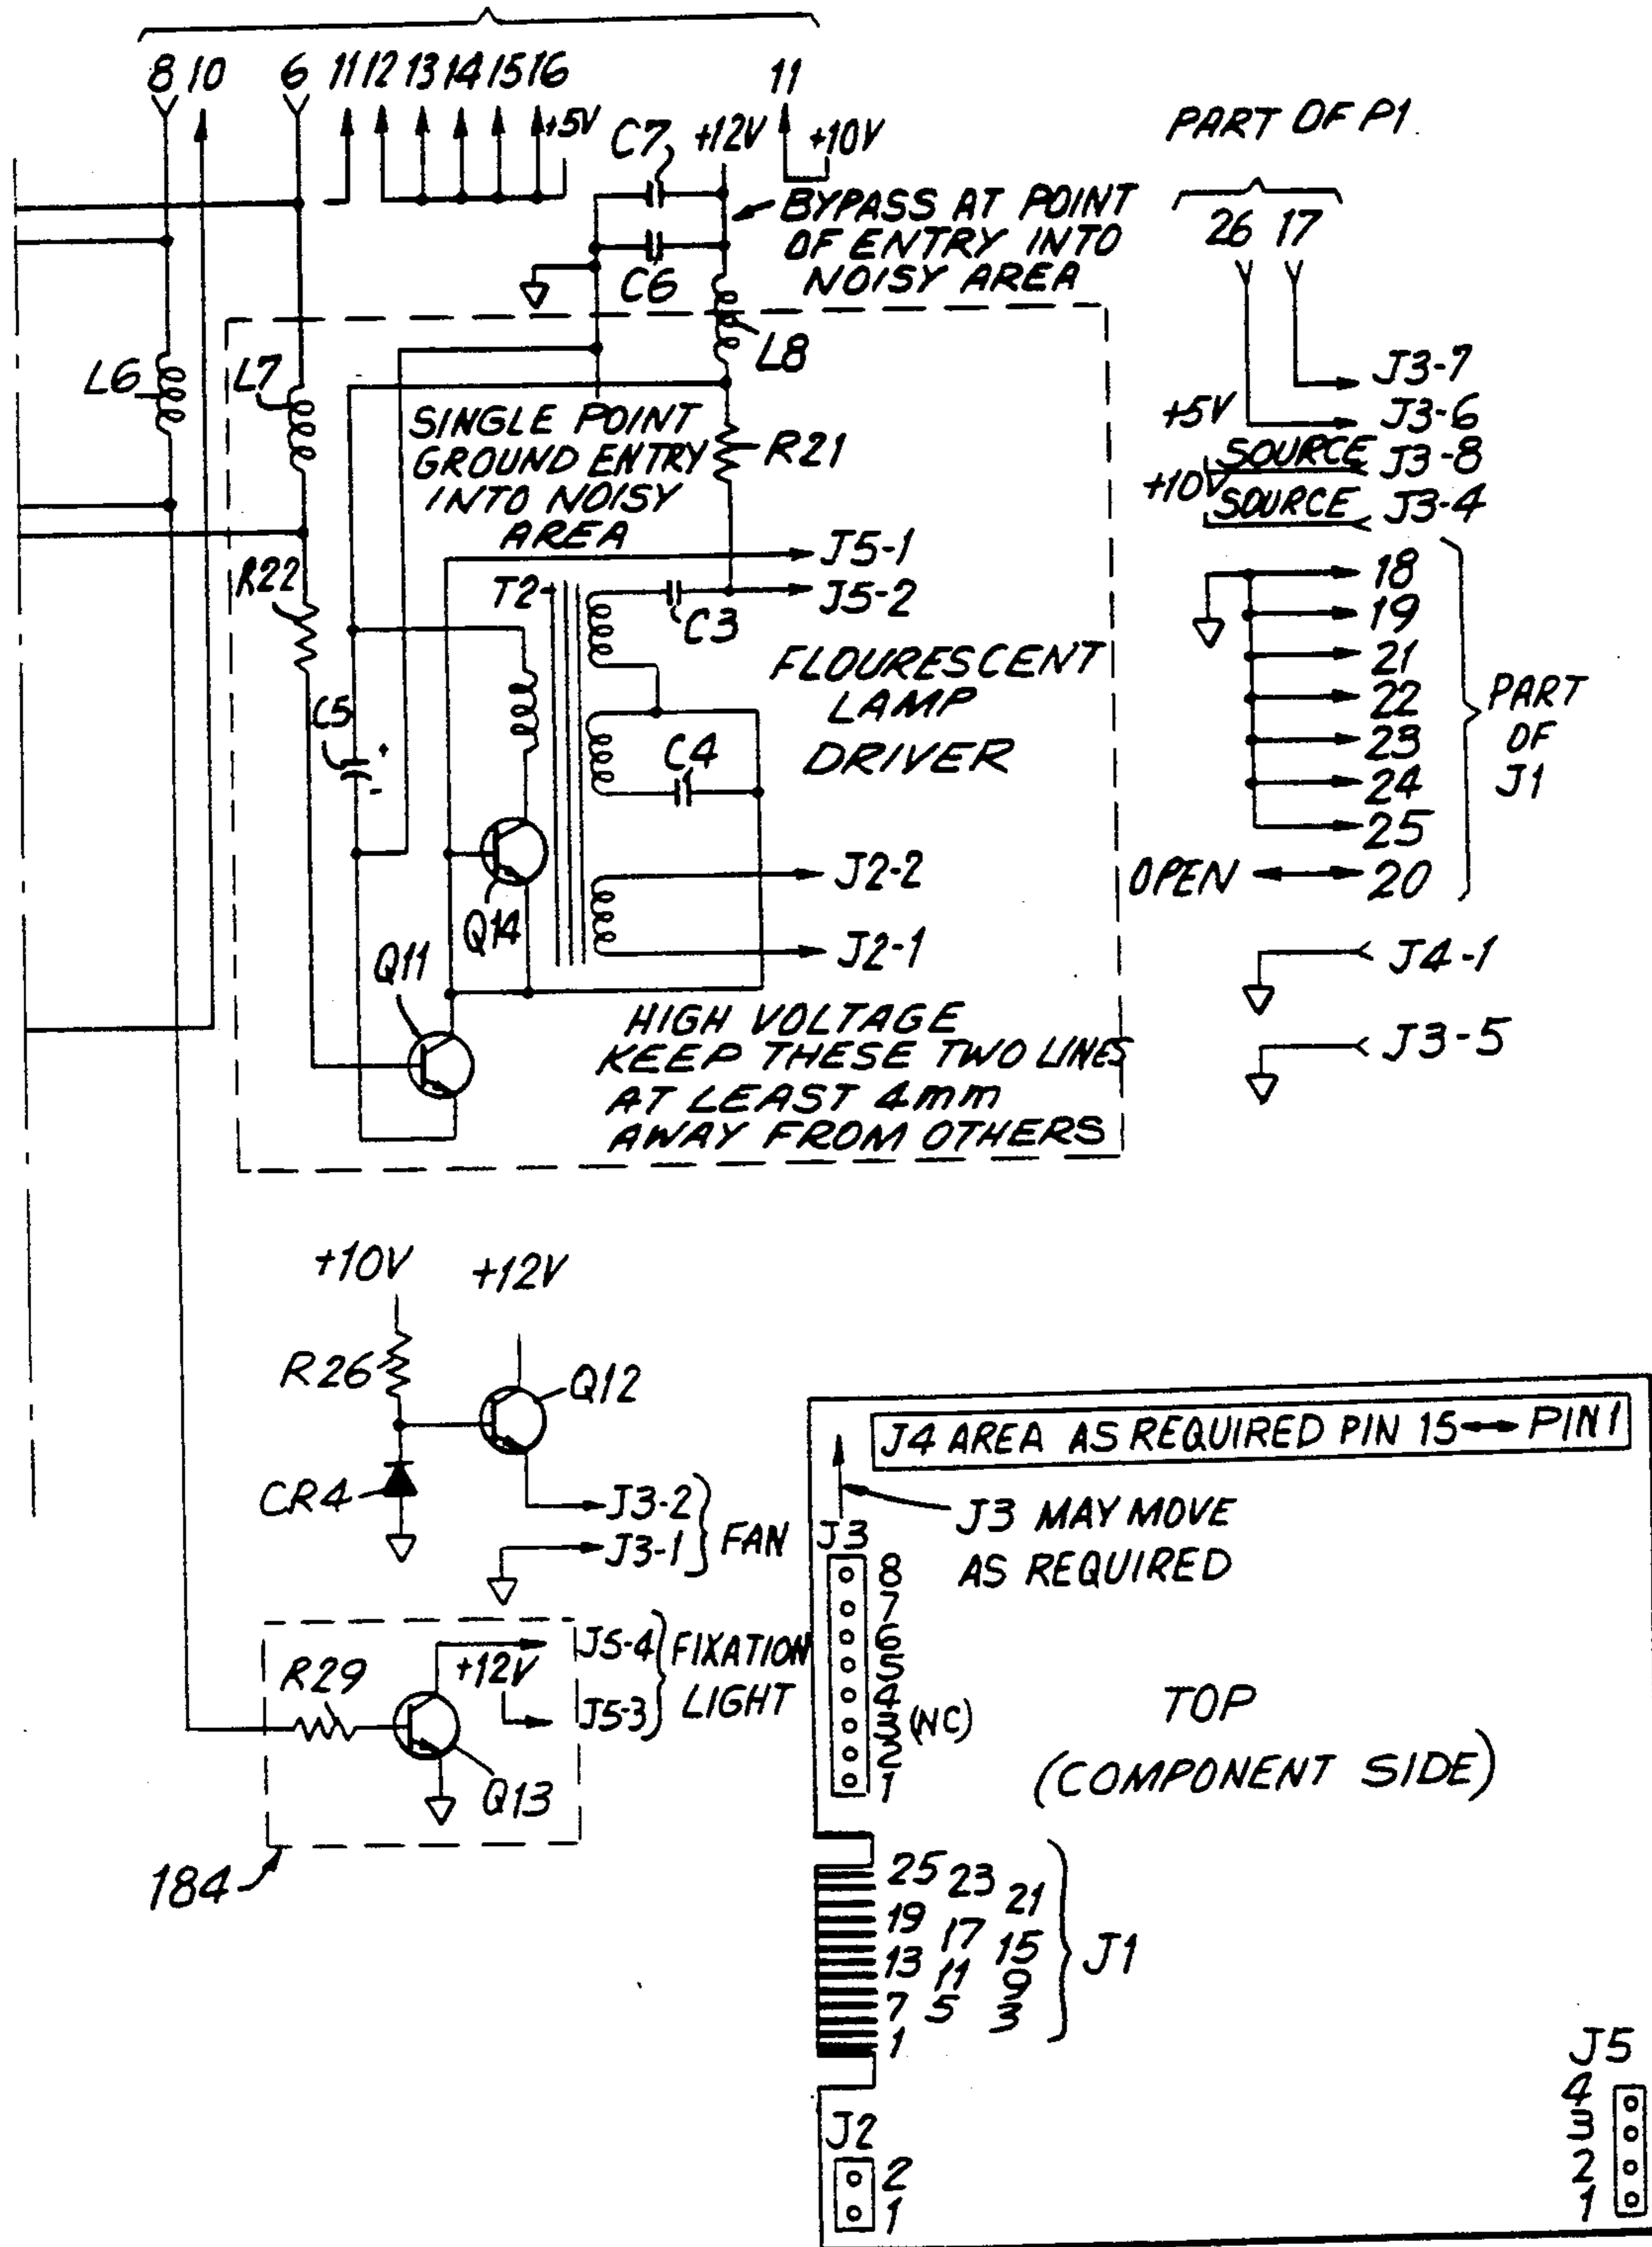 8 10 6 11 12 13 14 15 16 11
+5V
C7 +12V +10V
PART OF P1
BYPASS AT POINT
OF ENTRY INTO
NOISY AREA
C6
26 17
L6
L7
L8
J3-7
+5V J3-6
SOURCE J3-8
+10V
SOURCE J3-4
SINGLE POINT
GROUND ENTRY
INTO NOISY
AREA
R21
J5-1
J5-2
R22
T2
C3
FLOURESCENT
LAMP
DRIVER
18
19
21
22
23
24
25
OPEN 20
PART
OF
J1
C5
+
-
C4
Q14
J2-2
J2-1
Q11
J4-1
J3-5
HIGH VOLTAGE
KEEP THESE TWO LINES
AT LEAST 4mm
AWAY FROM OTHERS
+10V +12V
R26
Q12
CR4
J3-2
J3-1
FAN
J5-4
+12V
J5-3
FIXATION
LIGHT
R29
Q13
184
J4 AREA AS REQUIRED PIN 15 ↔ PIN 1
J3 MAY MOVE
AS REQUIRED
J3
8
7
6
5
4
3 (NC)
2
1
TOP
(COMPONENT SIDE)
25 23 21
19 17 15
13 11 9
7 5 3
1
J1
J2
2
1
J5
4
3
2
1